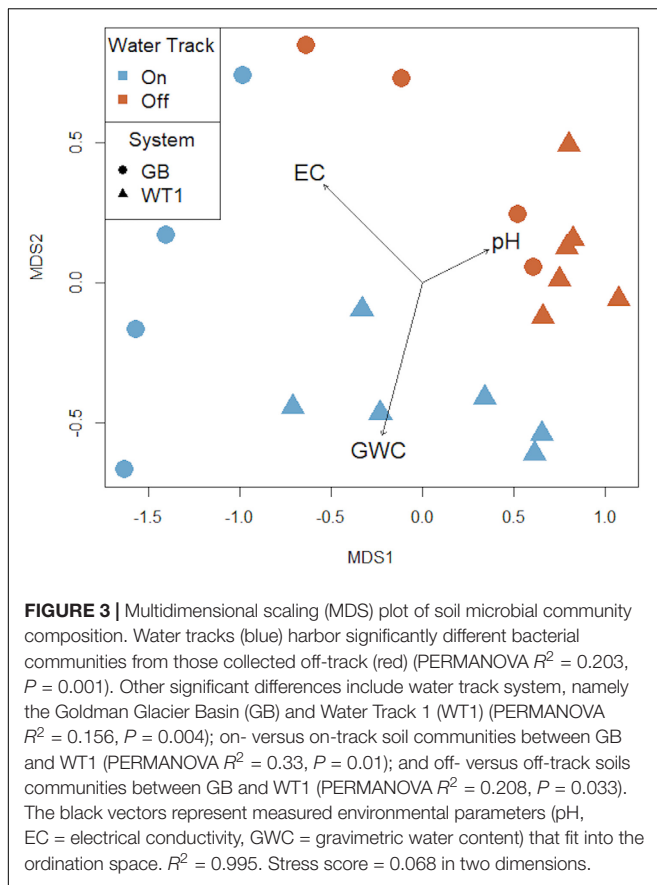 Water Track
On
Off
System
GB
WT1
EC
pH
GWC
0.5
0.0
-0.5
MDS2
-1.5 -1.0 -0.5 0.0 0.5 1.0
MDS1
FIGURE 3 | Multidimensional scaling (MDS) plot of soil microbial community
composition. Water tracks (blue) harbor significantly different bacterial
communities from those collected off-track (red) (PERMANOVA R² = 0.203,
P = 0.001). Other significant differences include water track system, namely
the Goldman Glacier Basin (GB) and Water Track 1 (WT1) (PERMANOVA
R² = 0.156, P = 0.004); on- versus on-track soil communities between GB
and WT1 (PERMANOVA R² = 0.33, P = 0.01); and off- versus off-track soils
communities between GB and WT1 (PERMANOVA R² = 0.208, P = 0.033).
The black vectors represent measured environmental parameters (pH,
EC = electrical conductivity, GWC = gravimetric water content) that fit into the
ordination space. R² = 0.995. Stress score = 0.068 in two dimensions.